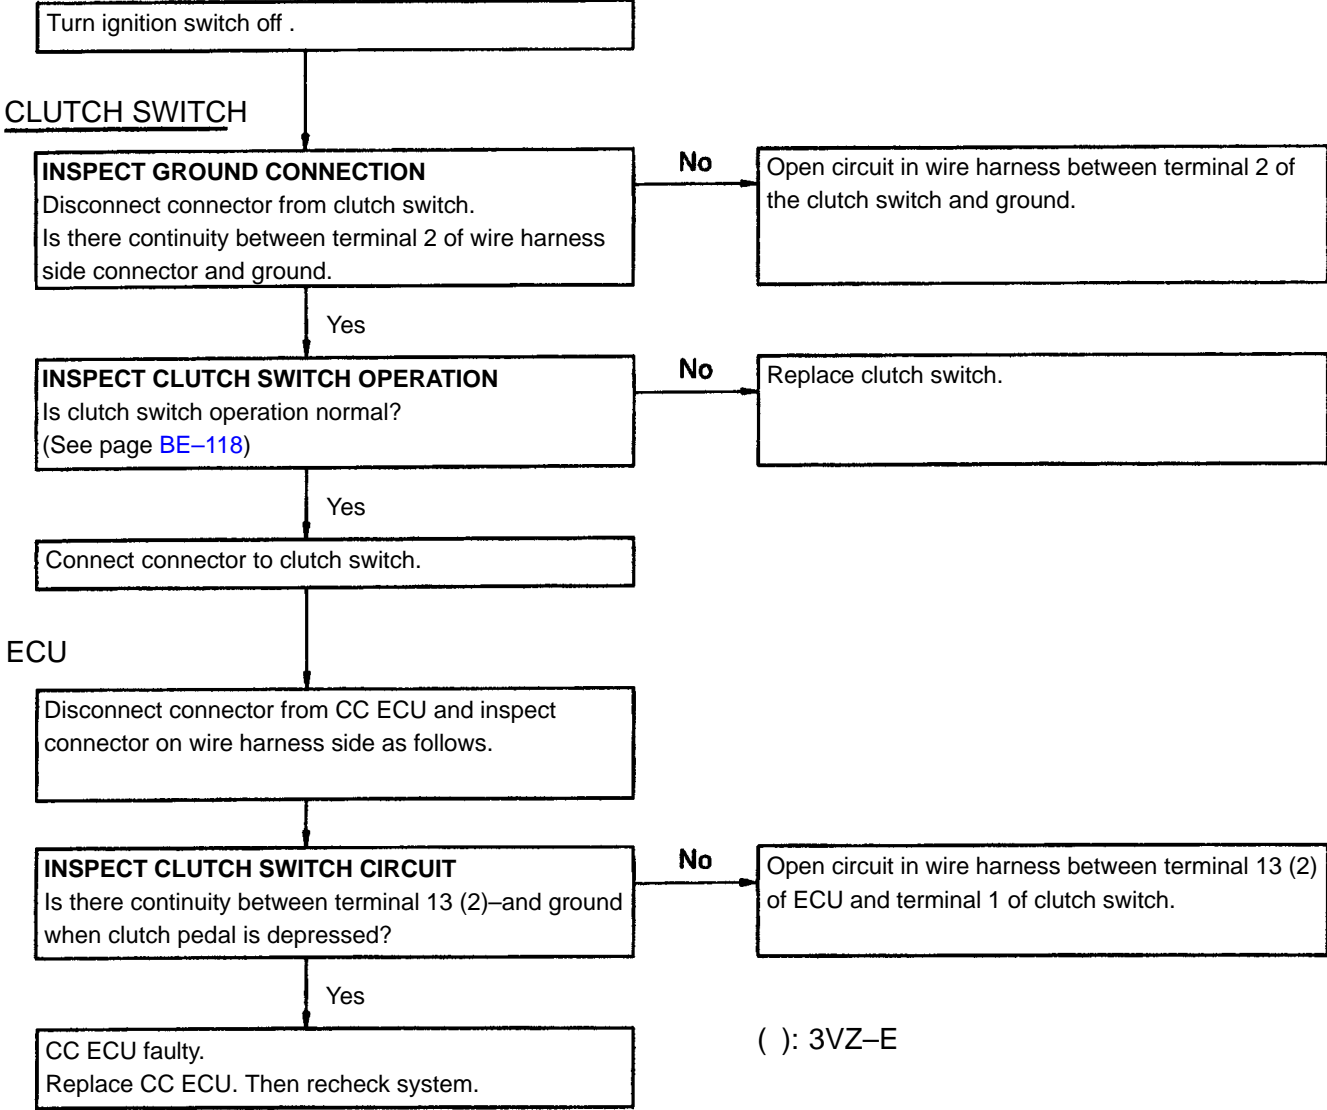 Turn ignition switch off .
CLUTCH SWITCH
INSPECT GROUND CONNECTION
Disconnect connector from clutch switch.
Is there continuity between terminal 2 of wire harness
side connector and ground.
No
Open circuit in wire harness between terminal 2 of
the clutch switch and ground.
Yes
INSPECT CLUTCH SWITCH OPERATION
Is clutch switch operation normal?
(See page BE–118)
No
Replace clutch switch.
Yes
Connect connector to clutch switch.
ECU
Disconnect connector from CC ECU and inspect
connector on wire harness side as follows.
INSPECT CLUTCH SWITCH CIRCUIT
Is there continuity between terminal 13 (2)–and ground
when clutch pedal is depressed?
No
Open circuit in wire harness between terminal 13 (2)
of ECU and terminal 1 of clutch switch.
Yes
CC ECU faulty.
Replace CC ECU. Then recheck system.
( ): 3VZ–E